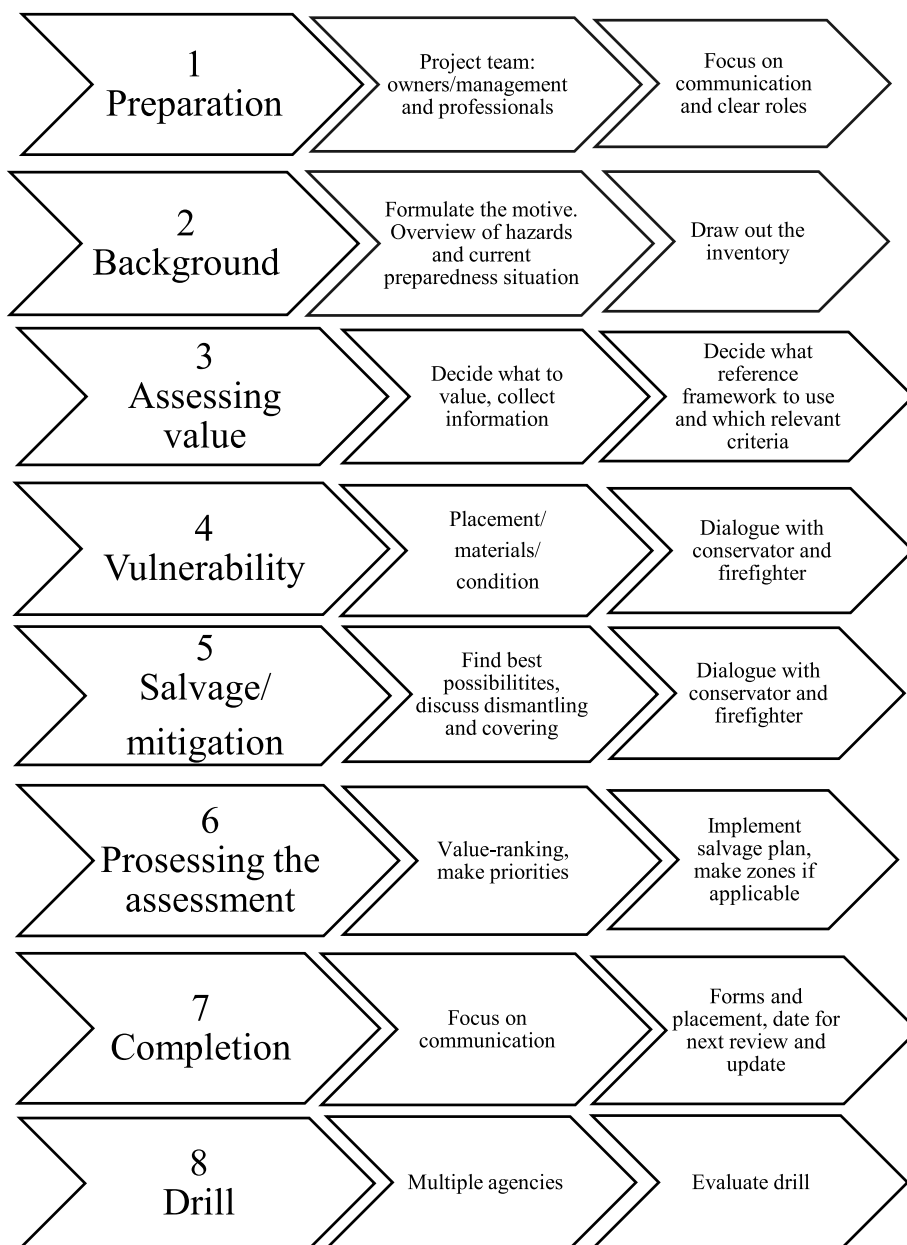 1
Preparation
Project team:
owners/management
and professionals
Focus on
communication
and clear roles
2
Background
Formulate the motive.
Overview of hazards
and current
preparedness situation
Draw out the
inventory
3
Assessing
value
Decide what to
value, collect
information
Decide what
reference
framework to use
and which relevant
criteria
4
Vulnerability
Placement/
materials/
condition
Dialogue with
conservator and
firefighter
5
Salvage/
mitigation
Find best
possibilitites,
discuss dismantling
and covering
Dialogue with
conservator and
firefighter
6
Prosessing the
assessment
Value-ranking,
make priorities
Implement
salvage plan,
make zones if
applicable
7
Completion
Focus on
communication
Forms and
placement, date for
next review and
update
8
Drill
Multiple agencies
Evaluate drill